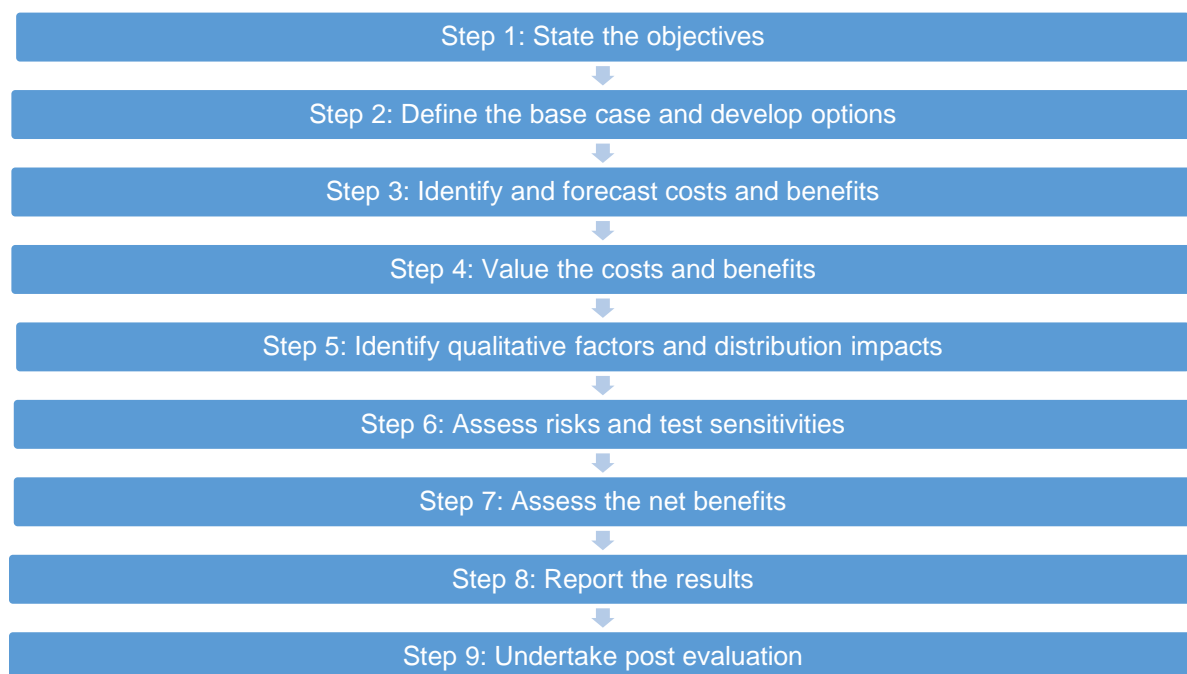 Step 1: State the objectives
Step 2: Define the base case and develop options
Step 3: Identify and forecast costs and benefits
Step 4: Value the costs and benefits
Step 5: Identify qualitative factors and distribution impacts
Step 6: Assess risks and test sensitivities
Step 7: Assess the net benefits
Step 8: Report the results
Step 9: Undertake post evaluation